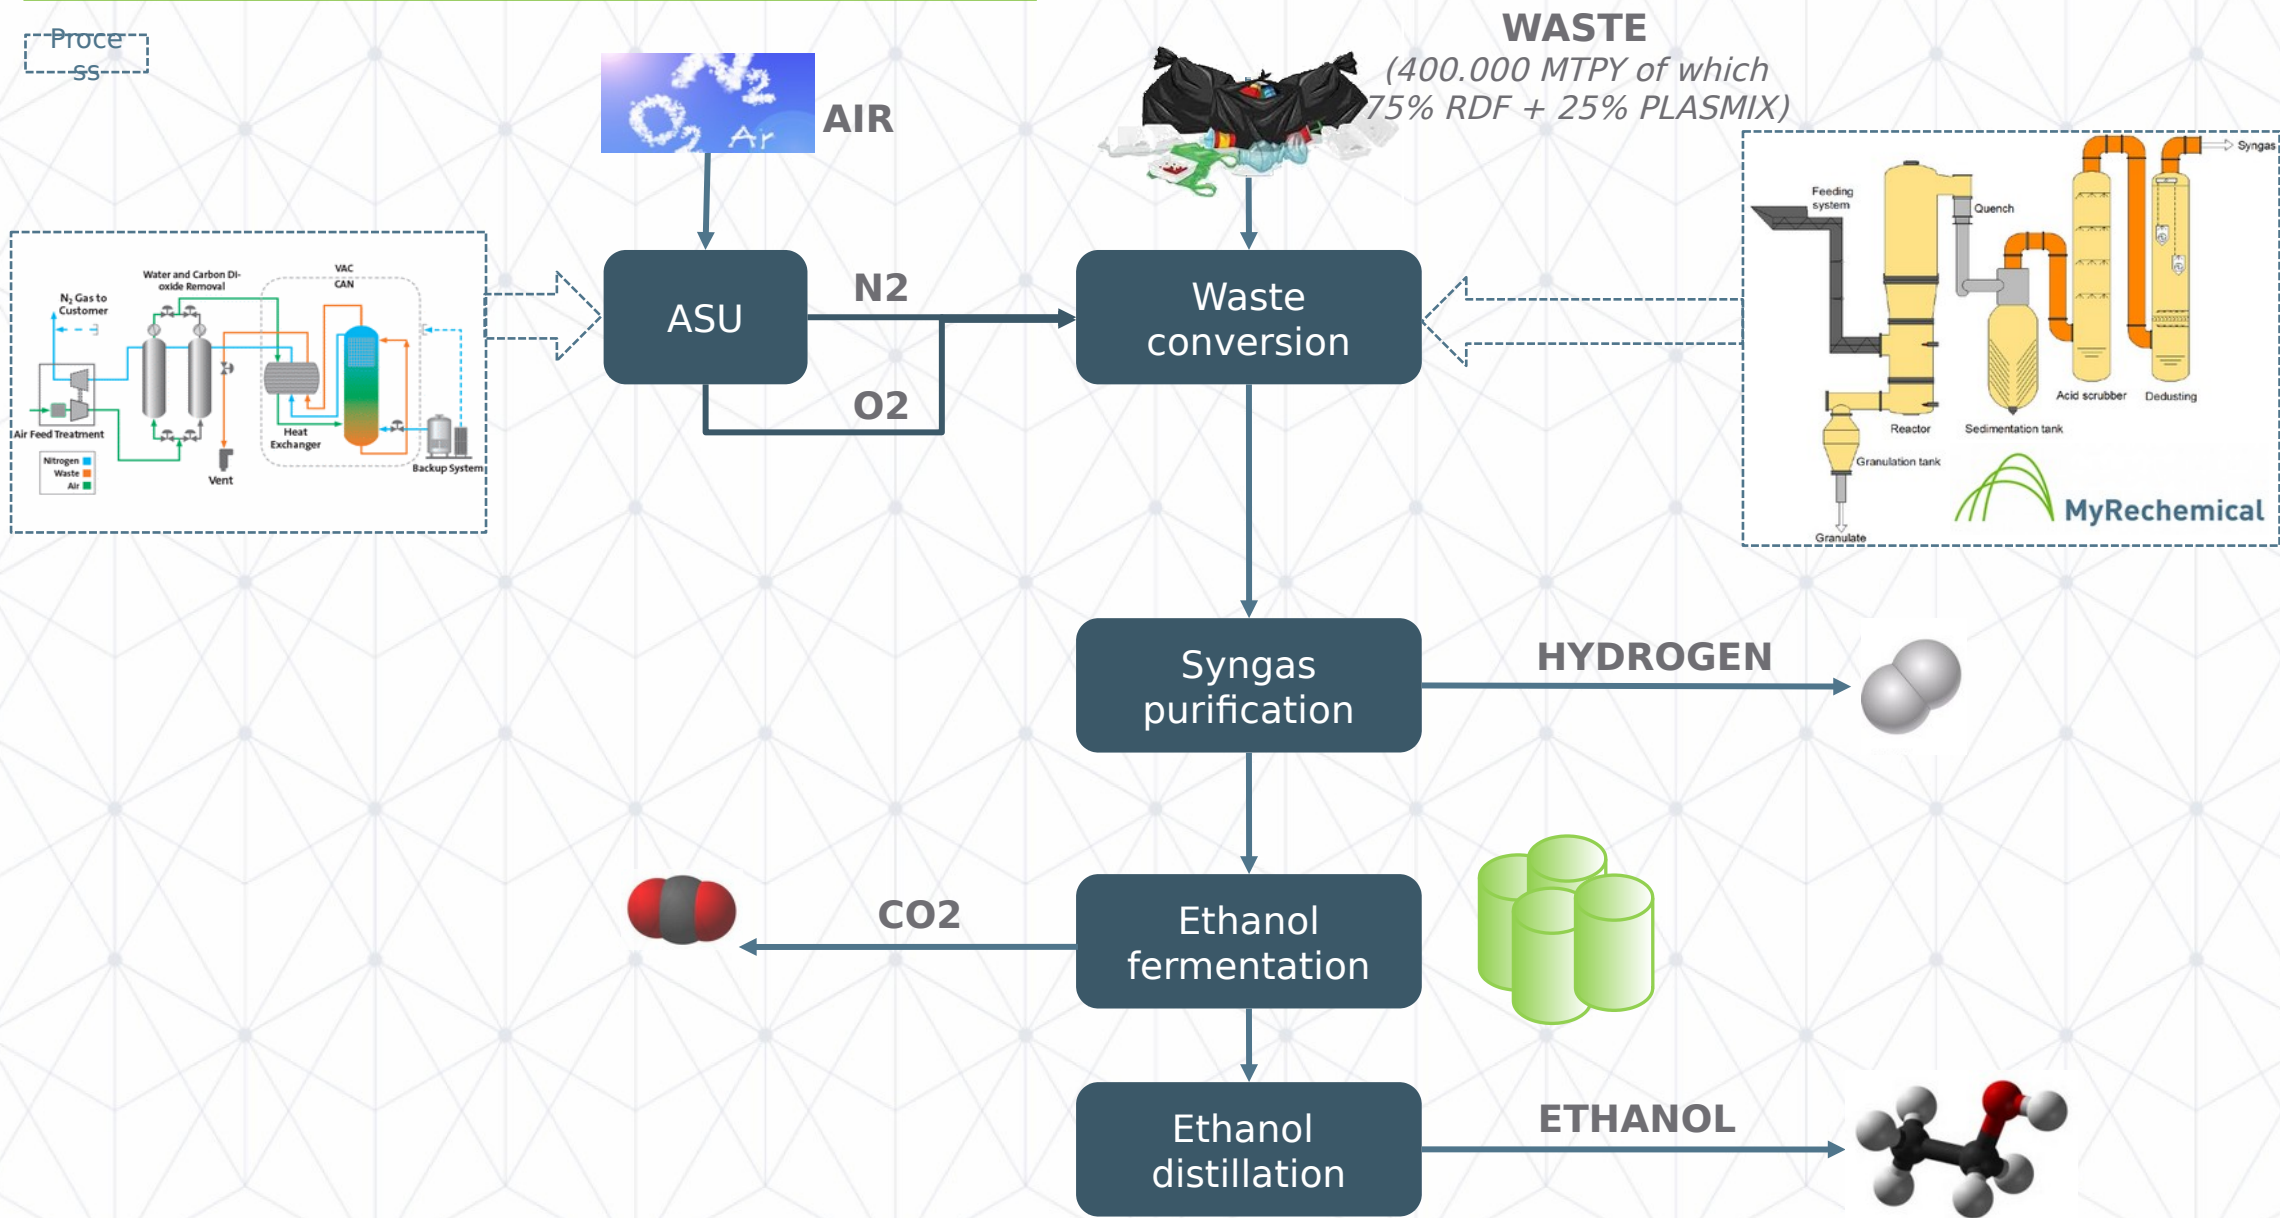 Proce
ss
WASTE
(400.000 MTPY of which
75% RDF + 25% PLASMIX)
N2
O2
Ar
AIR
ASU
N2
O2
Waste
conversion
Water and Carbon Di-
oxide Removal
VAC
CAN
N2 Gas to
Customer
Air Feed Treatment
Heat
Exchanger
Backup System
Vent
Nitrogen
Waste
Air
Syngas
Feeding
system
Quench
Acid scrubber
Dedusting
Reactor
Sedimentation tank
Granulation tank
Granulate
MyRechemical
Syngas
purification
HYDROGEN
CO2
Ethanol
fermentation
Ethanol
distillation
ETHANOL